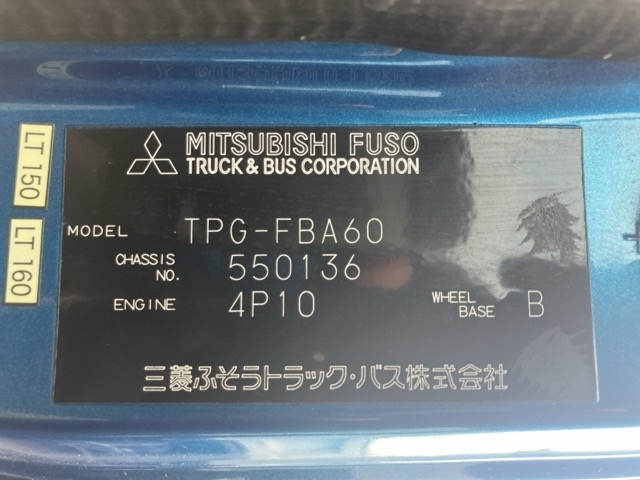 MITSUBISHI FUSO
TRUCK & BUS CORPORATION
MODEL TPG-FBA60
CHASSIS NO. 550136
ENGINE 4P10 WHEEL BASE B
三菱ふそうトラック・バス株式会社
LT 150
LT 160